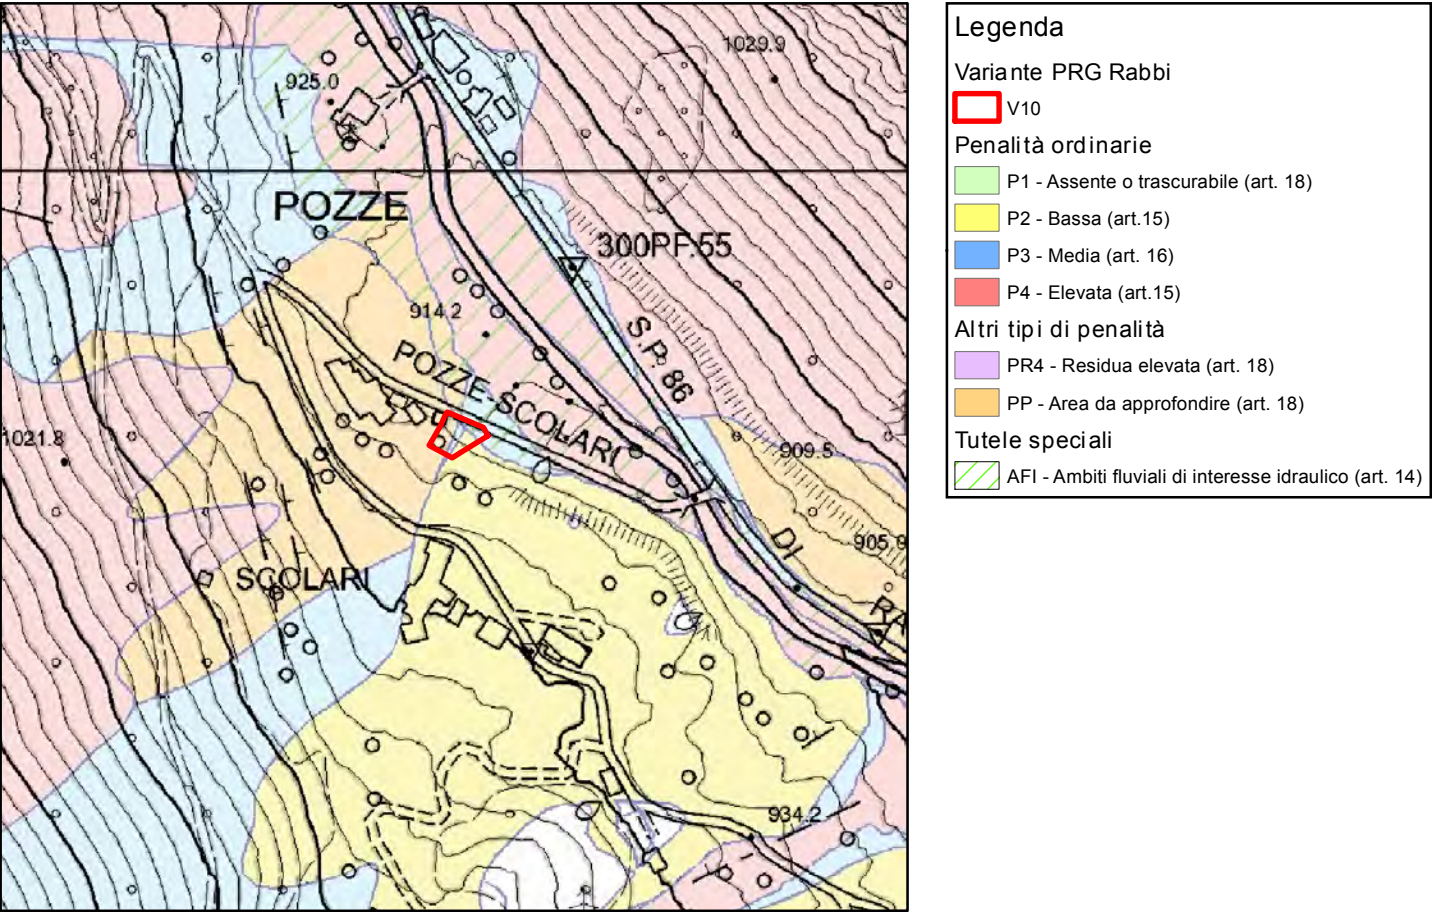 1029.9
925.0
POZZE
300PF.55
914.2
S.P. 86
POZZE-SCOLARI
1021.8
909.5
DI
905.9
SCOLARI
RA
934.2
Legenda
Variante PRG Rabbi
V10
Penalità ordinarie
P1 - Assente o trascurabile (art. 18)
P2 - Bassa (art.15)
P3 - Media (art. 16)
P4 - Elevata (art.15)
Altri tipi di penalità
PR4 - Residua elevata (art. 18)
PP - Area da approfondire (art. 18)
Tutele speciali
AFI - Ambiti fluviali di interesse idraulico (art. 14)